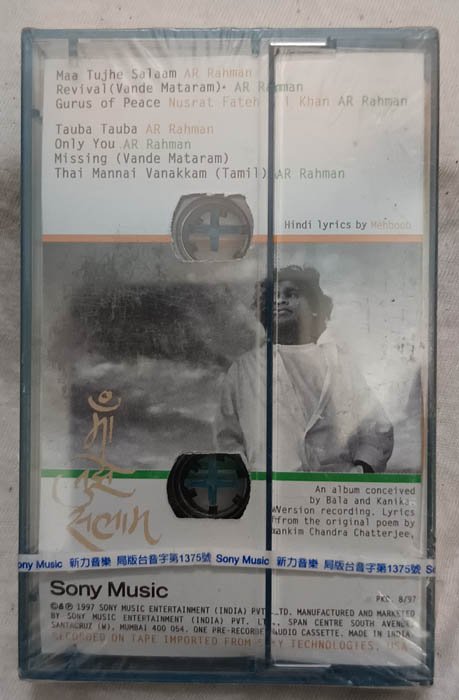 Maa Tujhe Salaam AR Rahman
Revival(Vande Mataram)* AR Rahman
Gurus of Peace Nusrat Fateh Khan AR Rahman
Tauba Tauba AR Rahman
Only You AR Rahman
Missing (Vande Mataram)
Thai Mannai Vanakkam (Tamil) AR Rahman
Hindi lyrics by Mehboob
माँ
तुझे
सलाम
An album conceived
by Bala and Kanika.
Version recording. Lyrics
from the original poem by
Chandra Chatterjee.
ony Music 新力音樂 局版台音字第1375號 Sony Music 新力音樂 局版台音字第1375號 So
Sony Music
PKD. 8/97
©&℗ 1997 SONY MUSIC ENTERTAINMENT (INDIA) PVT. LTD. MANUFACTURED AND MARKETED
BY SONY MUSIC ENTERTAINMENT (INDIA) PVT. LTD., SPAN CENTRE SOUTH AVENUE,
SANTACRUZ (W), MUMBAI 400 054. ONE PRE-RECORDED AUDIO CASSETTE. MADE IN INDIA.
RECORDED ON TAPE IMPORTED FROM SONY TECHNOLOGIES, USA